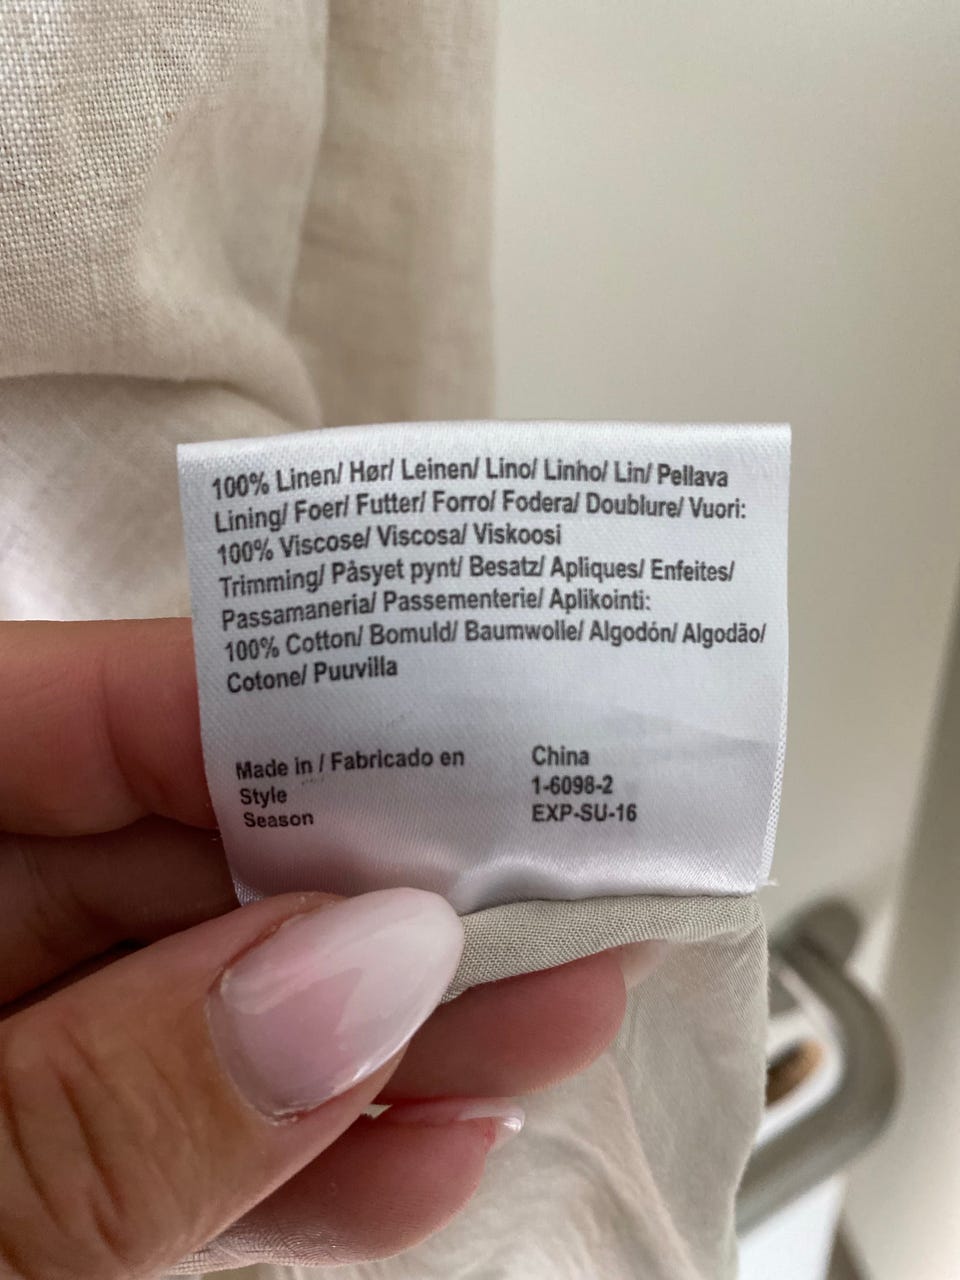 100% Linen/ Hør/ Leinen/ Lino/ Linho/ Lin/ Pellava
Lining/ Foer/ Futter/ Forro/ Fodera/ Doublure/ Vuori:
100% Viscose/ Viscosa/ Viskoosi
Trimming/ Påsyet pynt/ Besatz/ Apliques/ Enfeites/
Passamaneria/ Passementerie/ Aplikointi:
100% Cotton/ Bomuld/ Baumwolle/ Algodón/ Algodão/
Cotone/ Puuvilla
Made in / Fabricado en China
Style 1-6098-2
Season EXP-SU-16